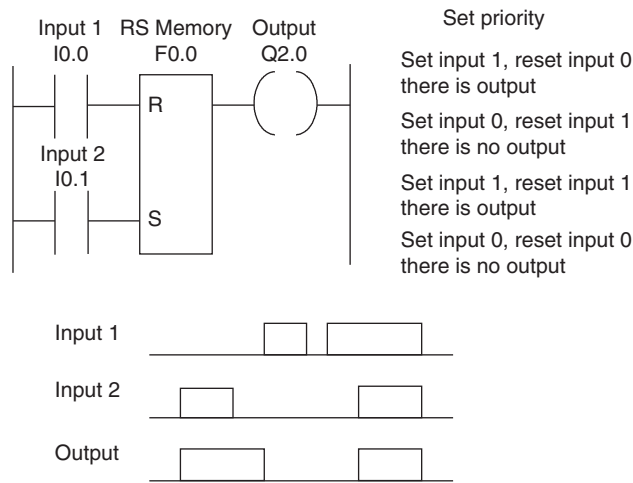 Input 1 RS Memory Output
I0.0 F0.0 Q2.0
R
Input 2
I0.1
S
Set priority
Set input 1, reset input 0
there is output
Set input 0, reset input 1
there is no output
Set input 1, reset input 1
there is output
Set input 0, reset input 0
there is no output
Input 1
Input 2
Output